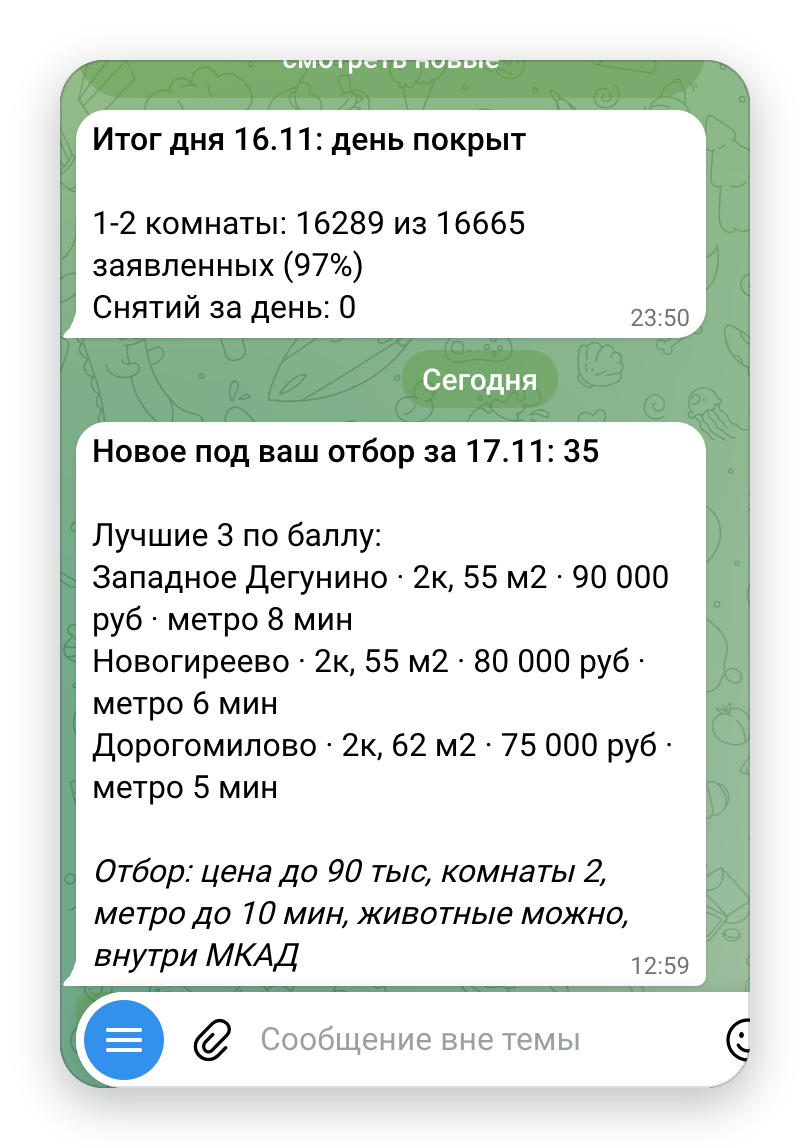 смотреть новые
Итог дня 16.11: день покрыт
1-2 комнаты: 16289 из 16665
заявленных (97%)
Снятий за день: 0
23:50
Сегодня
Новое под ваш отбор за 17.11: 35
Лучшие 3 по баллу:
Западное Дегунино · 2к, 55 м2 · 90 000
руб · метро 8 мин
Новогиреево · 2к, 55 м2 · 80 000 руб ·
метро 6 мин
Дорогомилово · 2к, 62 м2 · 75 000 руб ·
метро 5 мин
Отбор: цена до 90 тыс, комнаты 2,
метро до 10 мин, животные можно,
внутри МКАД
12:59
Сообщение вне темы